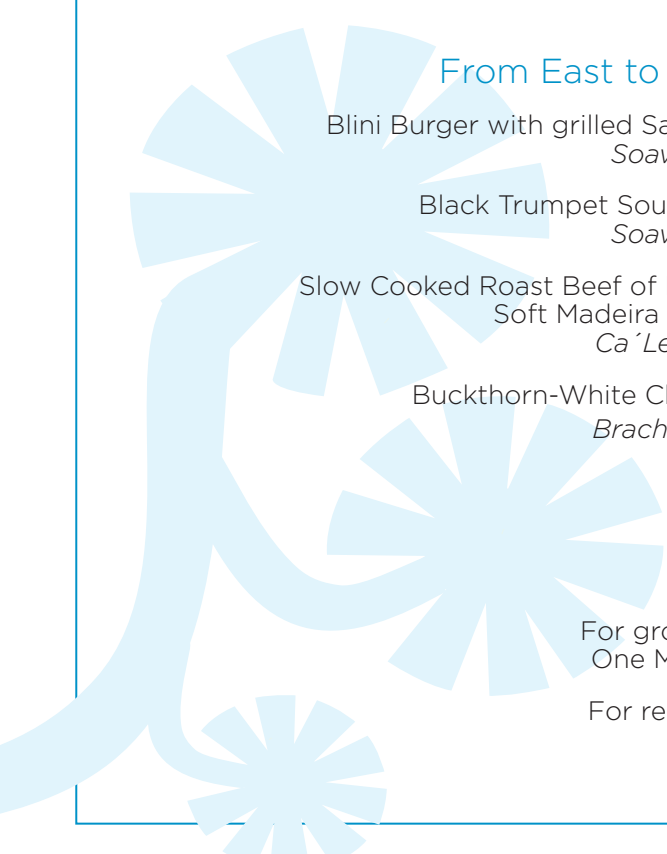 From East to
Blini Burger with grilled Sa
Soav
Black Trumpet Sou
Soav
Slow Cooked Roast Beef of
Soft Madeira
Ca´Le
Buckthorn-White Cl
Brach
For gro
One M
For re